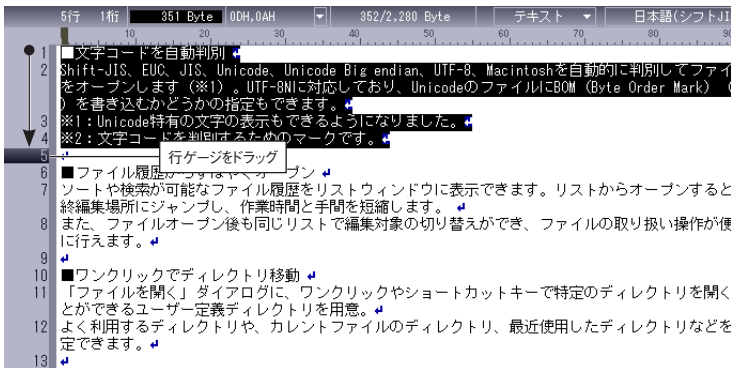 5行 1桁 351 Byte 0DH,0AH 352/2,280 Byte テキスト 日本語(シフトJI
10 20 30 40 50 60 70 80 90
1 ■文字コードを自動判別
2 Shift-JIS、EUC、JIS、Unicode、Unicode Big endian、UTF-8、Macintoshを自動的に判別してファイ
をオープンします（※1）。UTF-8Nに対応しており、UnicodeのファイルにBOM（Byte Order Mark）（
）を書き込むかどうかの指定もできます。
3 ※1：Unicode特有の文字の表示もできるようになりました。
4 ※2：文字コードを判別するためのマークです。
5
行ゲージをドラッグ
6 ■ファイル履歴からすばやくオープン
7 ソートや検索が可能なファイル履歴をリストウィンドウに表示できます。リストからオープンすると
終編集場所にジャンプし、作業時間と手間を短縮します。
8 また、ファイルオープン後も同じリストで編集対象の切り替えができ、ファイルの取り扱い操作が便
に行えます。
9
10 ■ワンクリックでディレクトリ移動
11 「ファイルを開く」ダイアログに、ワンクリックやショートカットキーで特定のディレクトリを開く
とができるユーザー定義ディレクトリを用意。
12 よく利用するディレクトリや、カレントファイルのディレクトリ、最近使用したディレクトリなどを
定できます。
13